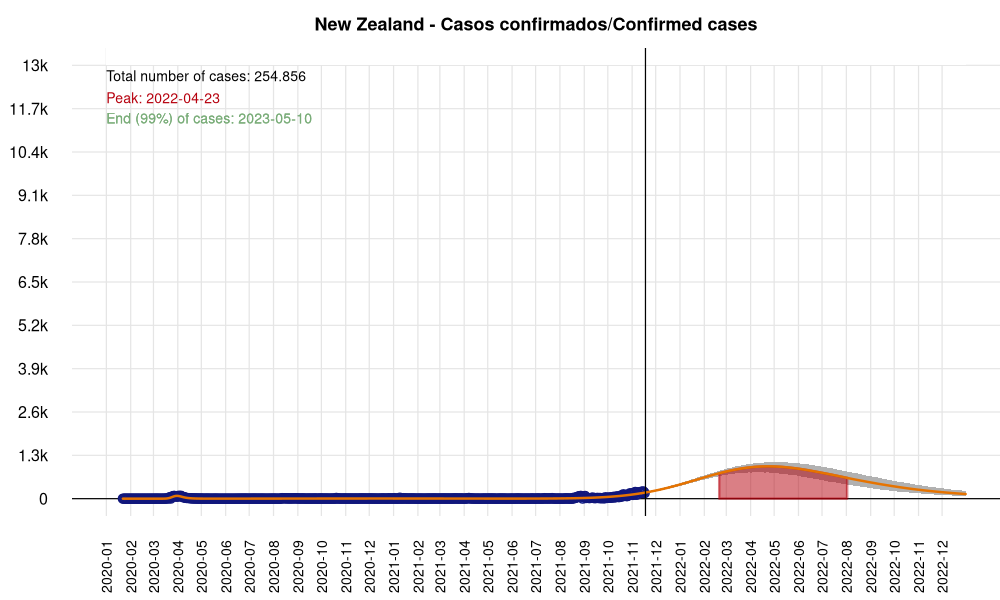 New Zealand - Casos confirmados/Confirmed cases
Total number of cases: 254.856
Peak: 2022-04-23
End (99%) of cases: 2023-05-10
13k
11.7k
10.4k
9.1k
7.8k
6.5k
5.2k
3.9k
2.6k
1.3k
0
2020-01
2020-02
2020-03
2020-04
2020-05
2020-06
2020-07
2020-08
2020-09
2020-10
2020-11
2020-12
2021-01
2021-02
2021-03
2021-04
2021-05
2021-06
2021-07
2021-08
2021-09
2021-10
2021-11
2021-12
2022-01
2022-02
2022-03
2022-04
2022-05
2022-06
2022-07
2022-08
2022-09
2022-10
2022-11
2022-12